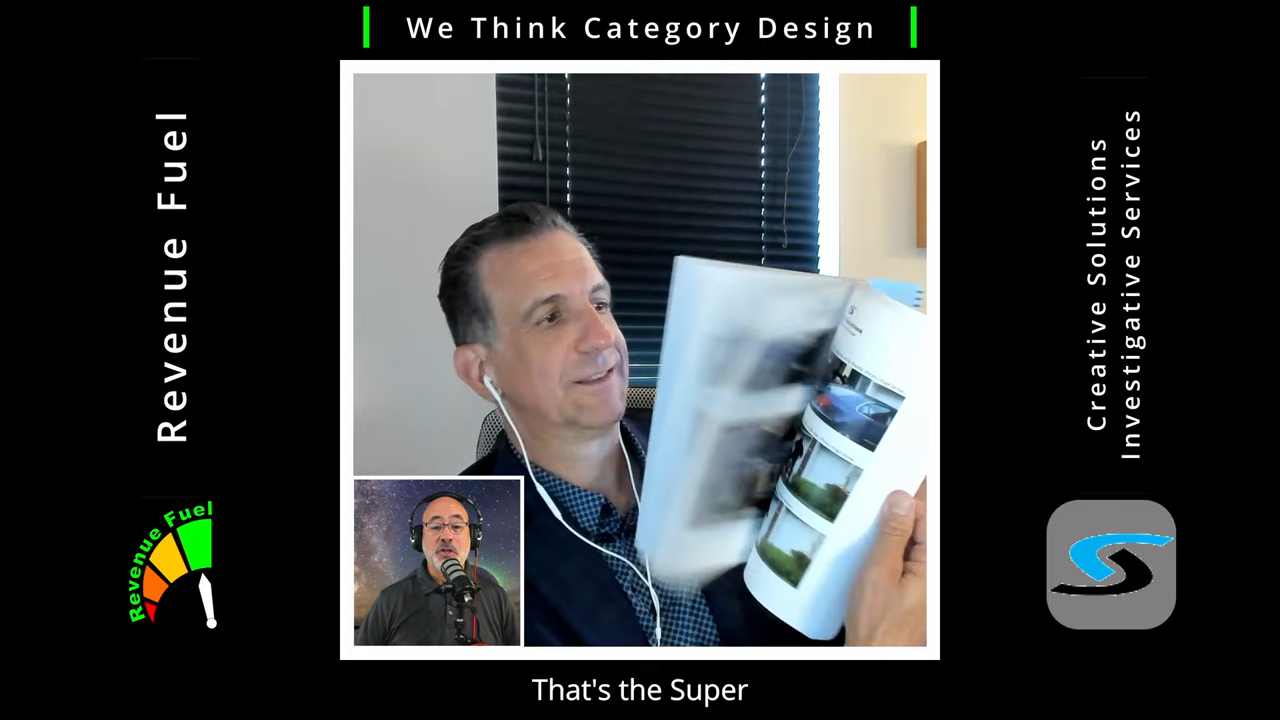 We Think Category Design
Revenue Fuel
Creative Solutions
Investigative Services
Revenue Fuel
That's the Super